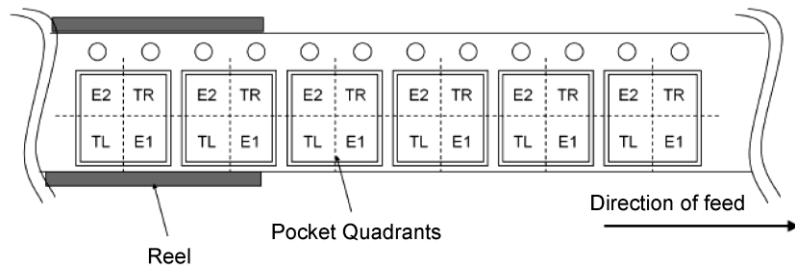 E2 TR E2 TR E2 TR E2 TR E2 TR E2 TR
TL E1 TL E1 TL E1 TL E1 TL E1 TL E1
Direction of feed
Pocket Quadrants
Reel